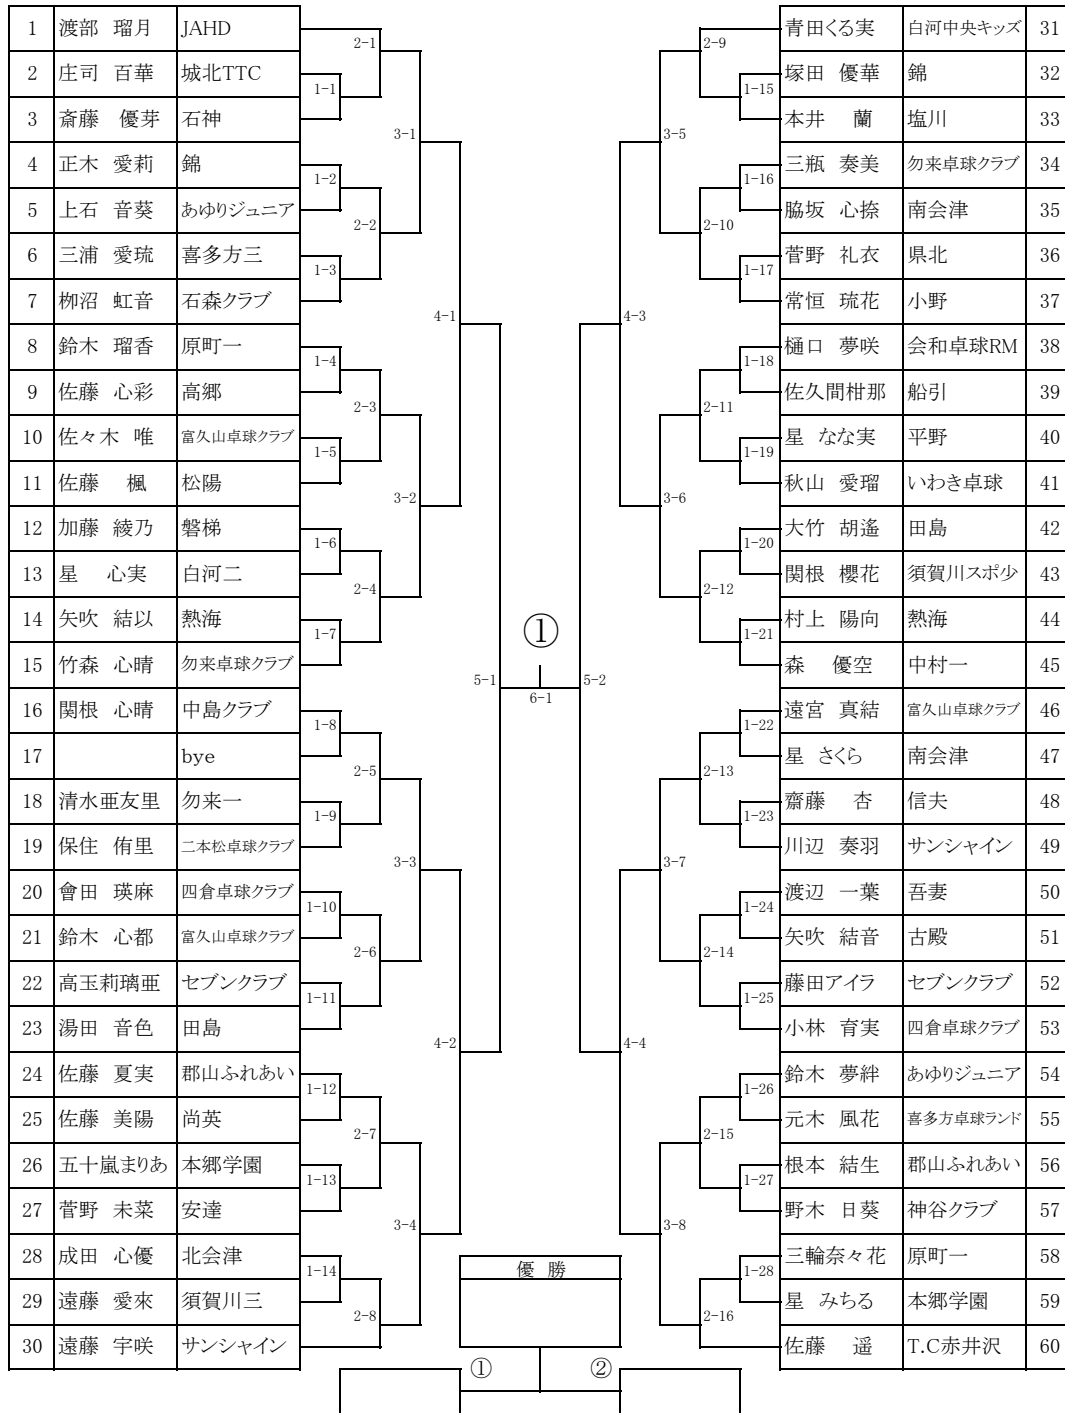 1 渡部 瑠月 JAHD
2 庄司 百華 城北TTC
3 斎藤 優芽 石神
4 正木 愛莉 錦
5 上石 音葵 あゆりジュニア
6 三浦 愛琉 喜多方三
7 栁沼 虹音 石森クラブ
8 鈴木 瑠香 原町一
9 佐藤 心彩 高郷
10 佐々木 唯 富久山卓球クラブ
11 佐藤 楓 松陽
12 加藤 綾乃 磐梯
13 星 心実 白河二
14 矢吹 結以 熱海
15 竹森 心晴 勿来卓球クラブ
16 関根 心晴 中島クラブ
17 bye
18 清水亜友里 勿来一
19 保住 侑里 二本松卓球クラブ
20 會田 瑛麻 四倉卓球クラブ
21 鈴木 心都 富久山卓球クラブ
22 高玉莉璃亜 セブンクラブ
23 湯田 音色 田島
24 佐藤 夏実 郡山ふれあい
25 佐藤 美陽 尚英
26 五十嵐まりあ 本郷学園
27 菅野 未菜 安達
28 成田 心優 北会津
29 遠藤 愛來 須賀川三
30 遠藤 宇咲 サンシャイン
2-1
1-1
3-1
1-2
2-2
1-3
4-1
1-4
2-3
1-5
3-2
1-6
2-4
1-7
5-1
1-8
2-5
1-9
3-3
1-10
2-6
1-11
4-2
1-12
2-7
1-13
3-4
1-14
2-8
①
6-1
優 勝
① ②
2-9
1-15
3-5
1-16
2-10
1-17
4-3
1-18
2-11
1-19
3-6
1-20
2-12
1-21
5-2
1-22
2-13
1-23
3-7
1-24
2-14
1-25
4-4
1-26
2-15
1-27
3-8
1-28
2-16
青田くる実 白河中央キッズ 31
塚田 優華 錦 32
本井 蘭 塩川 33
三瓶 奏美 勿来卓球クラブ 34
脇坂 心捺 南会津 35
菅野 礼衣 県北 36
常恒 琉花 小野 37
樋口 夢咲 会和卓球RM 38
佐久間柑那 船引 39
星 なな実 平野 40
秋山 愛瑠 いわき卓球 41
大竹 胡遙 田島 42
関根 櫻花 須賀川スポ少 43
村上 陽向 熱海 44
森 優空 中村一 45
遠宮 真結 富久山卓球クラブ 46
星 さくら 南会津 47
齋藤 杏 信夫 48
川辺 奏羽 サンシャイン 49
渡辺 一葉 吾妻 50
矢吹 結音 古殿 51
藤田アイラ セブンクラブ 52
小林 育実 四倉卓球クラブ 53
鈴木 夢絆 あゆりジュニア 54
元木 風花 喜多方卓球ランド 55
根本 結生 郡山ふれあい 56
野木 日葵 神谷クラブ 57
三輪奈々花 原町一 58
星 みちる 本郷学園 59
佐藤 遥 T.C赤井沢 60